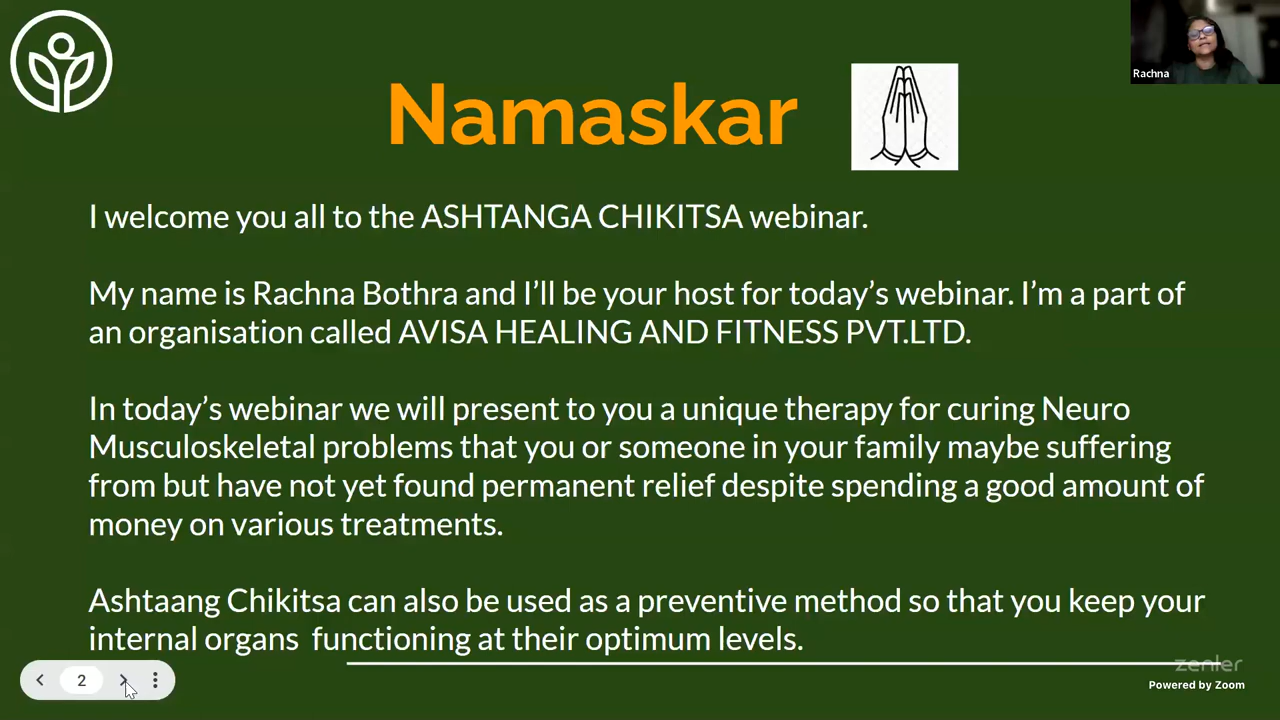 Rachna
Namaskar
I welcome you all to the ASHTANGA CHIKITSA webinar.
My name is Rachna Bothra and I’ll be your host for today’s webinar. I’m a part of
an organisation called AVISA HEALING AND FITNESS PVT.LTD.
In today’s webinar we will present to you a unique therapy for curing Neuro
Musculoskeletal problems that you or someone in your family maybe suffering
from but have not yet found permanent relief despite spending a good amount of
money on various treatments.
Ashtaang Chikitsa can also be used as a preventive method so that you keep your
internal organs  functioning at their optimum levels.
2
zenler
Powered by Zoom